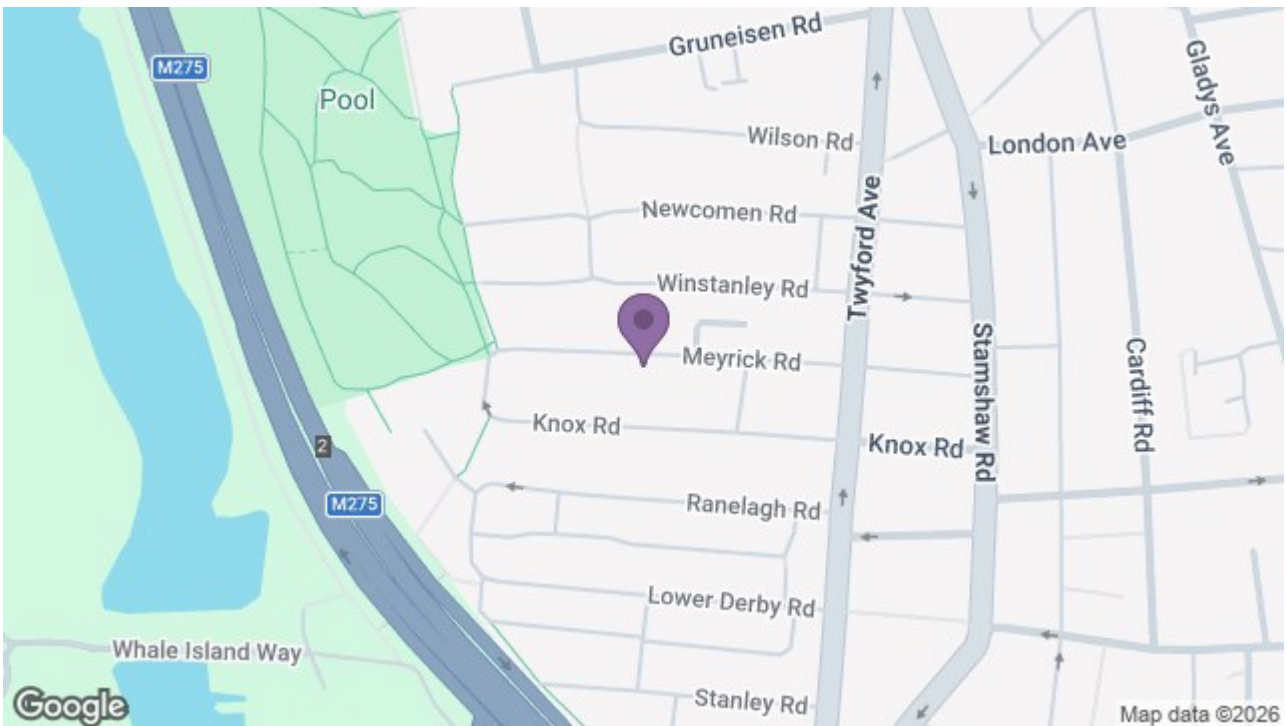 Gruneisen Rd
M275
Gladys Ave
Pool
Wilson Rd
London Ave
Newcomen Rd
Twyford Ave
Winstanley Rd
Meyrick Rd
Stamshaw Rd
Cardiff Rd
Knox Rd
Knox Rd
2
M275
Ranelagh Rd
Lower Derby Rd
Whale Island Way
Stanley Rd
Google
Map data ©2026